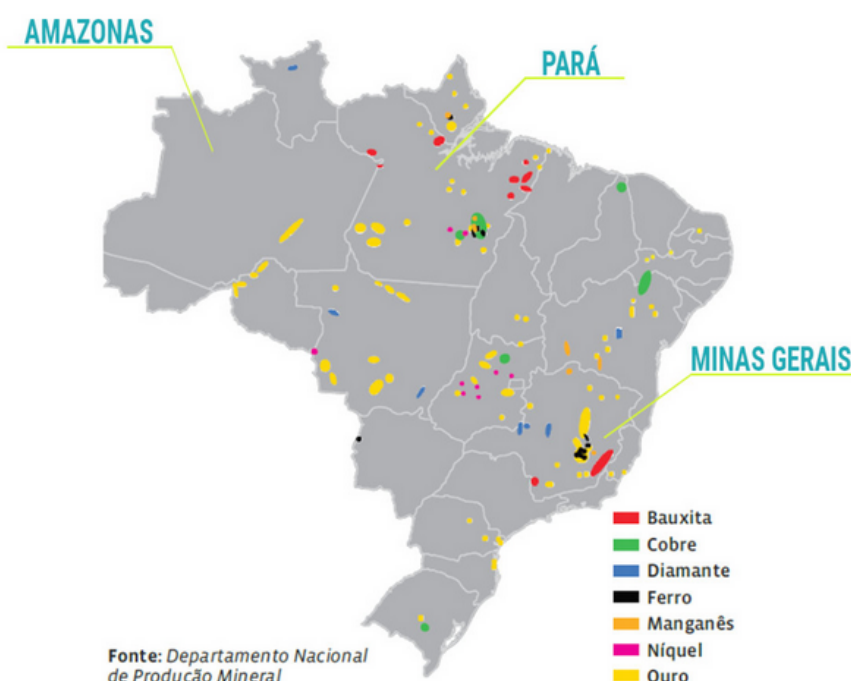 AMAZONAS
PARÁ
MINAS GERAIS
Bauxita
Cobre
Diamante
Ferro
Manganês
Níquel
Ouro
Fonte: Departamento Nacional
de Produção Mineral